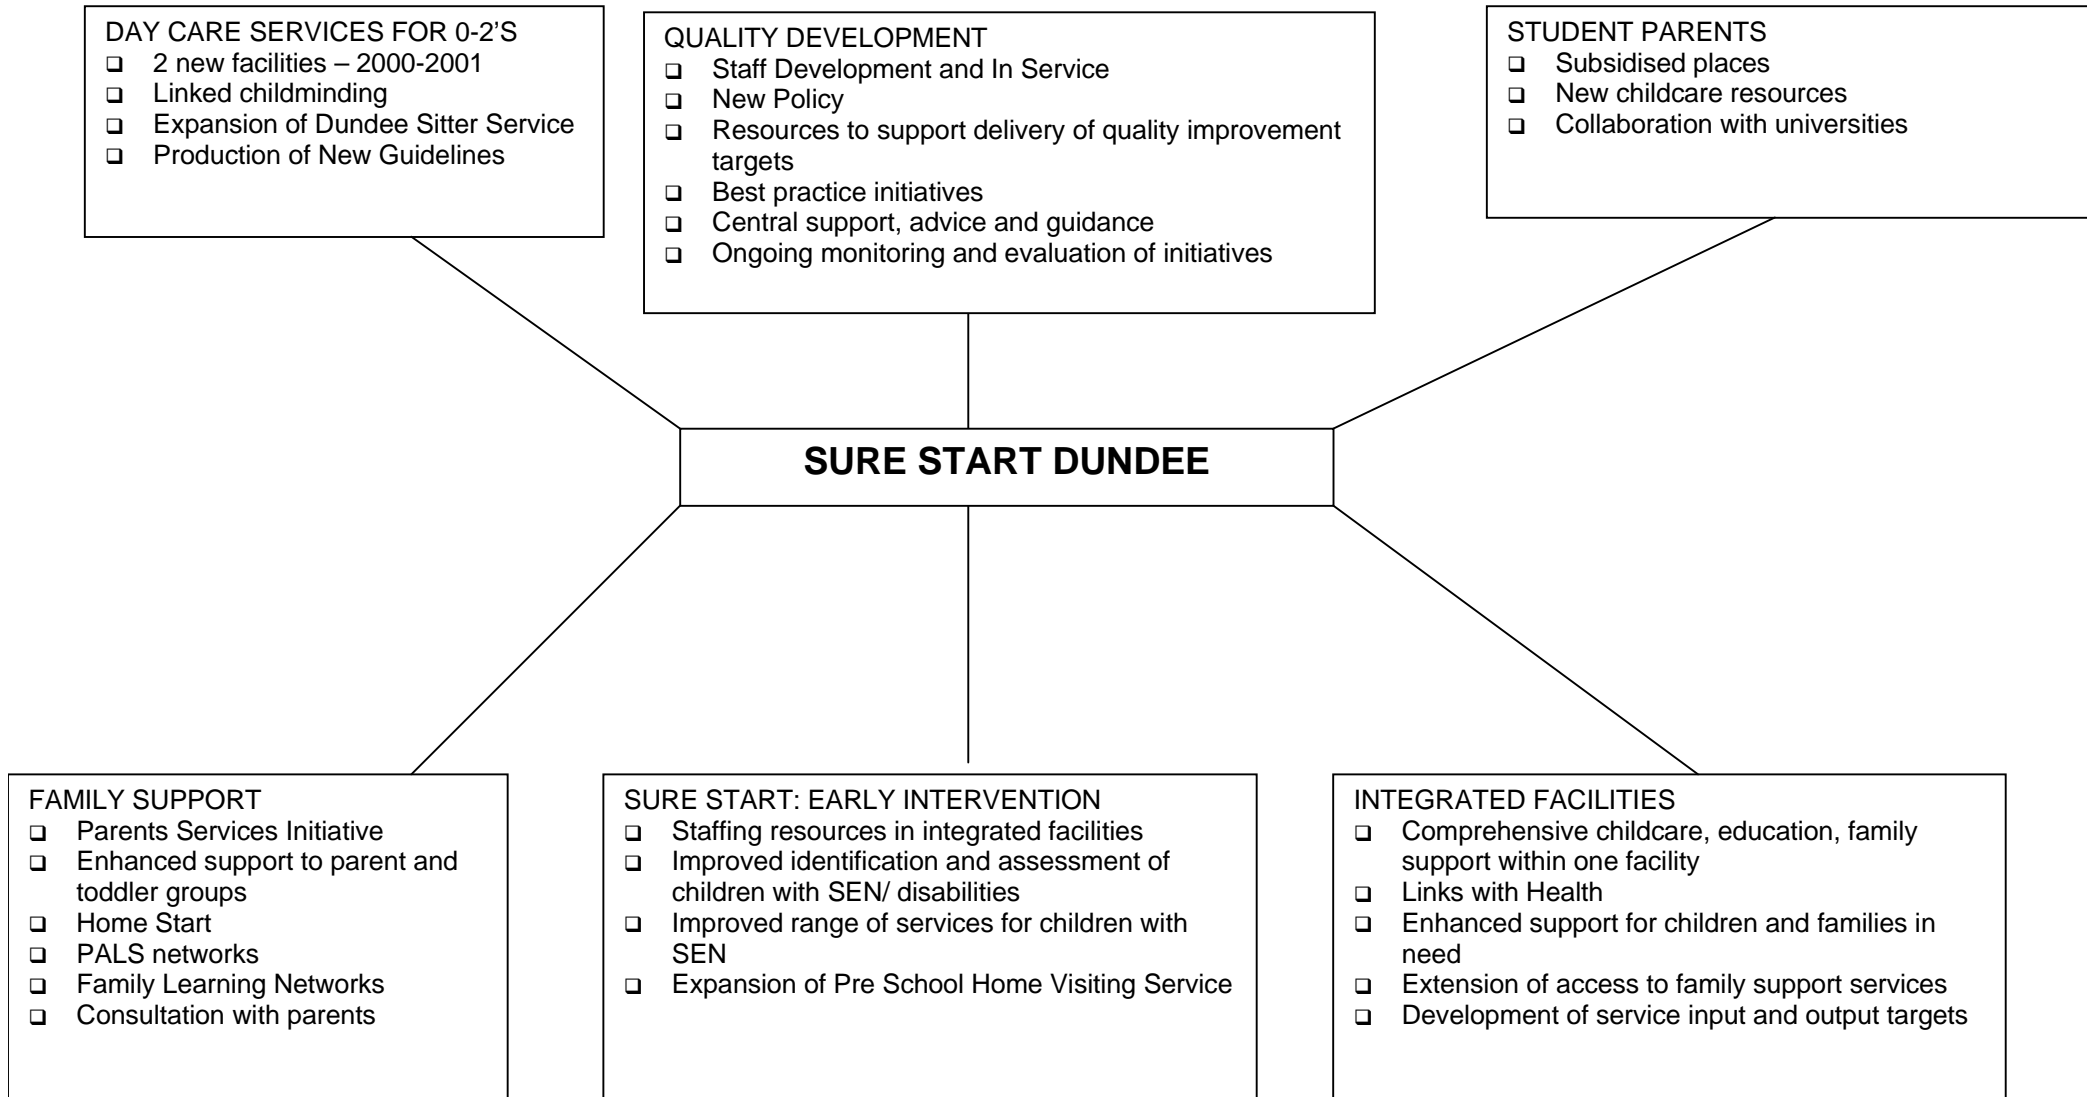 DAY CARE SERVICES FOR 0-2’S
❑ 2 new facilities – 2000-2001
❑ Linked childminding
❑ Expansion of Dundee Sitter Service
❑ Production of New Guidelines
QUALITY DEVELOPMENT
❑ Staff Development and In Service
❑ New Policy
❑ Resources to support delivery of quality improvement
targets
❑ Best practice initiatives
❑ Central support, advice and guidance
❑ Ongoing monitoring and evaluation of initiatives
STUDENT PARENTS
❑ Subsidised places
❑ New childcare resources
❑ Collaboration with universities
SURE START DUNDEE
FAMILY SUPPORT
❑ Parents Services Initiative
❑ Enhanced support to parent and
toddler groups
❑ Home Start
❑ PALS networks
❑ Family Learning Networks
❑ Consultation with parents
SURE START: EARLY INTERVENTION
❑ Staffing resources in integrated facilities
❑ Improved identification and assessment of
children with SEN/ disabilities
❑ Improved range of services for children with
SEN
❑ Expansion of Pre School Home Visiting Service
INTEGRATED FACILITIES
❑ Comprehensive childcare, education, family
support within one facility
❑ Links with Health
❑ Enhanced support for children and families in
need
❑ Extension of access to family support services
❑ Development of service input and output targets